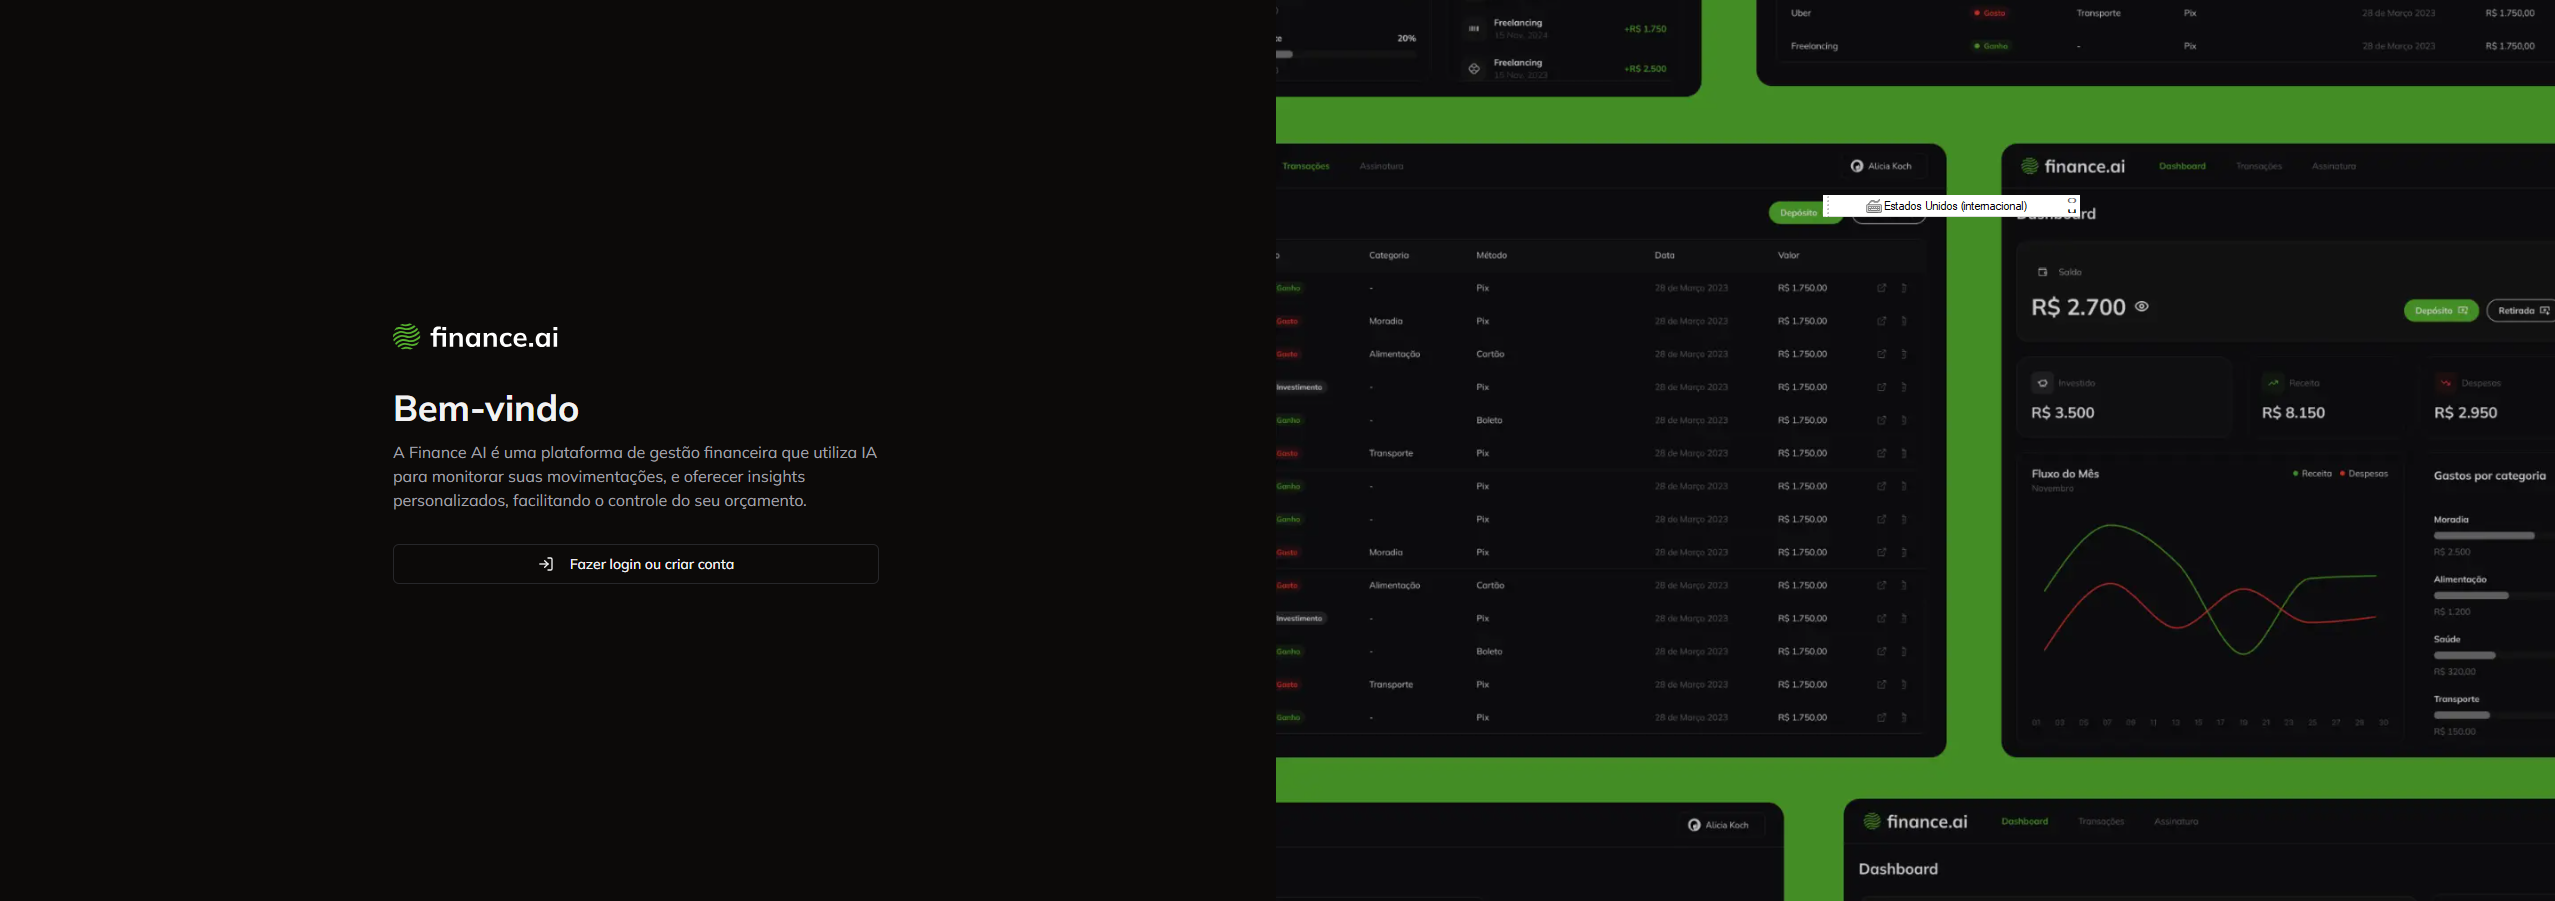 finance.ai
Bem-vindo
A Finance AI é uma plataforma de gestão financeira que utiliza IA
para monitorar suas movimentações, e oferecer insights
personalizados, facilitando o controle do seu orçamento.
Fazer login ou criar conta
20%
Freelancing
15 Nov. 2024
+R$ 1.750
Freelancing
15 Nov. 2023
+R$ 2.500
Uber Gasto Transporte Pix 28 de Março 2023 R$ 1.750,00
Freelancing Ganho - Pix 28 de Março 2023 R$ 1.750,00
Transações Assinatura Alicia Koch
Depósito
Estados Unidos (internacional)
Categoria Método Data Valor
Ganho - Pix 28 de Março 2023 R$ 1.750,00
Gasto Moradia Pix 28 de Março 2023 R$ 1.750,00
Gasto Alimentação Cartão 28 de Março 2023 R$ 1.750,00
Investimento - Pix 28 de Março 2023 R$ 1.750,00
Ganho - Boleto 28 de Março 2023 R$ 1.750,00
Gasto Transporte Pix 28 de Março 2023 R$ 1.750,00
Ganho - Pix 28 de Março 2023 R$ 1.750,00
Ganho - Pix 28 de Março 2023 R$ 1.750,00
Gasto Moradia Pix 28 de Março 2023 R$ 1.750,00
Gasto Alimentação Cartão 28 de Março 2023 R$ 1.750,00
Investimento - Pix 28 de Março 2023 R$ 1.750,00
Ganho - Boleto 28 de Março 2023 R$ 1.750,00
Gasto Transporte Pix 28 de Março 2023 R$ 1.750,00
Ganho - Pix 28 de Março 2023 R$ 1.750,00
finance.ai Dashboard Transações Assinatura
Dashboard
Saldo
R$ 2.700
Depósito Retirada
Investido
R$ 3.500
Receita
R$ 8.150
Despesas
R$ 2.950
Fluxo do Mês
Novembro
Receita Despesas
01 03 05 07 09 11 13 15 17 19 21 23 25 27 29 30
Gastos por categoria
Moradia
R$ 2.500
Alimentação
R$ 1.200
Saúde
R$ 320,00
Transporte
R$ 150,00
Alicia Koch
finance.ai Dashboard Transações Assinatura
Dashboard